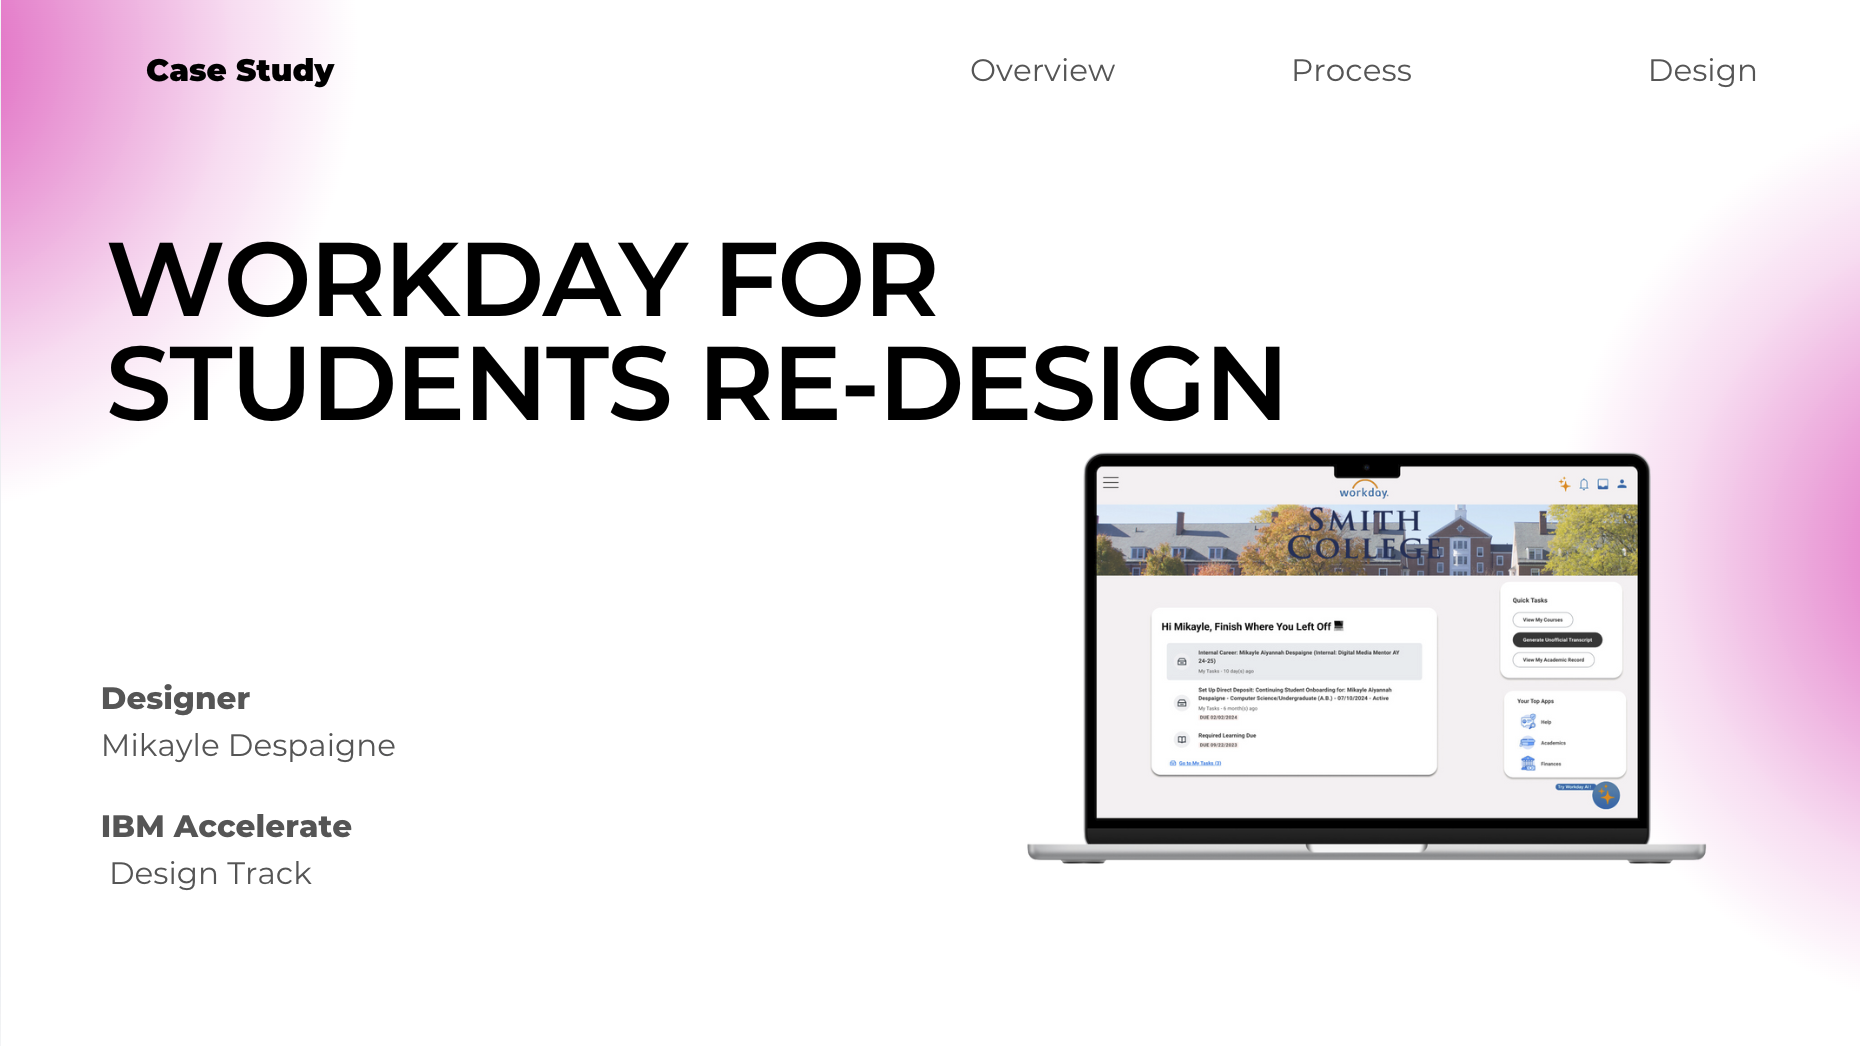 Case Study
Overview
Process
Design
WORKDAY FOR
STUDENTS RE-DESIGN
workday.
SMITH
COLLEGE
Quick Tasks
View My Courses
Generate Unofficial Transcript
View My Academic Record
Hi Mikayle, Finish Where You Left Off
Internal Career: Mikayle Aiyannah Despaigne (Internal: Digital Media Mentor AY
24-25)
My Tasks - 10 day(s) ago
Set Up Direct Deposit: Continuing Student Onboarding for: Mikayle Aiyannah
Despaigne - Computer Science/Undergraduate (A.B.) - 07/10/2024 - Active
My Tasks - 6 month(s) ago
DUE 02/02/2024
Required Learning Due
DUE 09/22/2023
Go to My Tasks (3)
Your Top Apps
Help
Academics
Finances
Try Workday AI!
Designer
Mikayle Despaigne
IBM Accelerate
Design Track